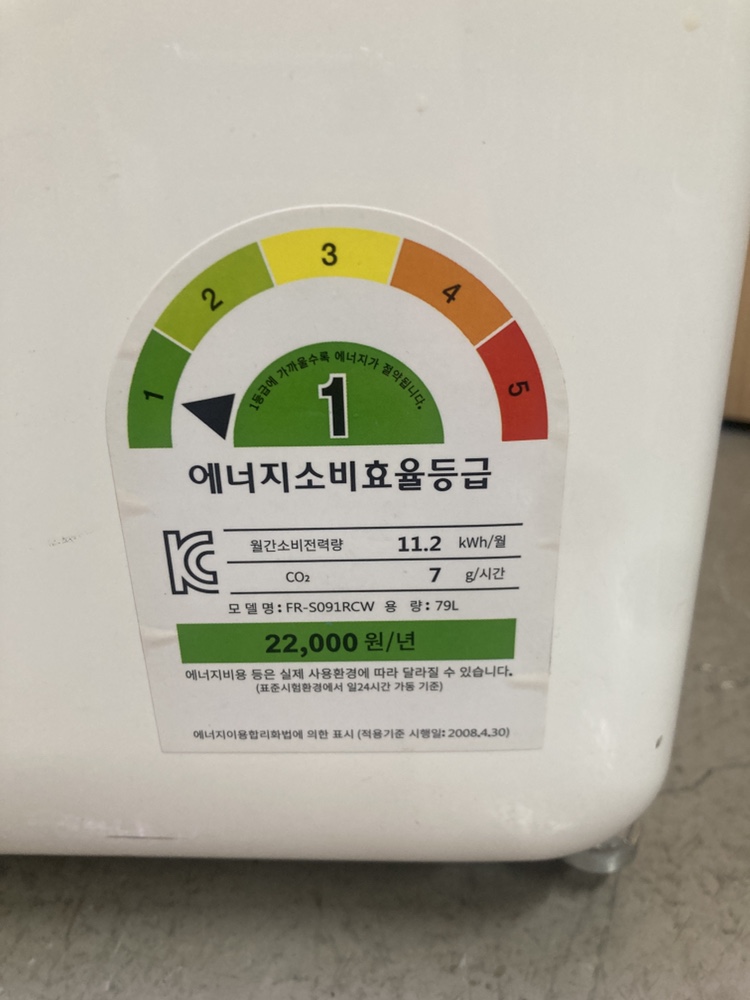 1 2 3 4 5
1등급에 가까울수록 에너지가 절약됩니다.
1
에너지소비효율등급
KC
월간소비전력량 11.2 kWh/월
CO₂ 7 g/시간
모델명: FR-S091RCW 용 량: 79L
22,000 원/년
에너지비용 등은 실제 사용환경에 따라 달라질 수 있습니다.
(표준시험환경에서 일24시간 가동 기준)
에너지이용합리화법에 의한 표시 (적용기준 시행일: 2008.4.30)